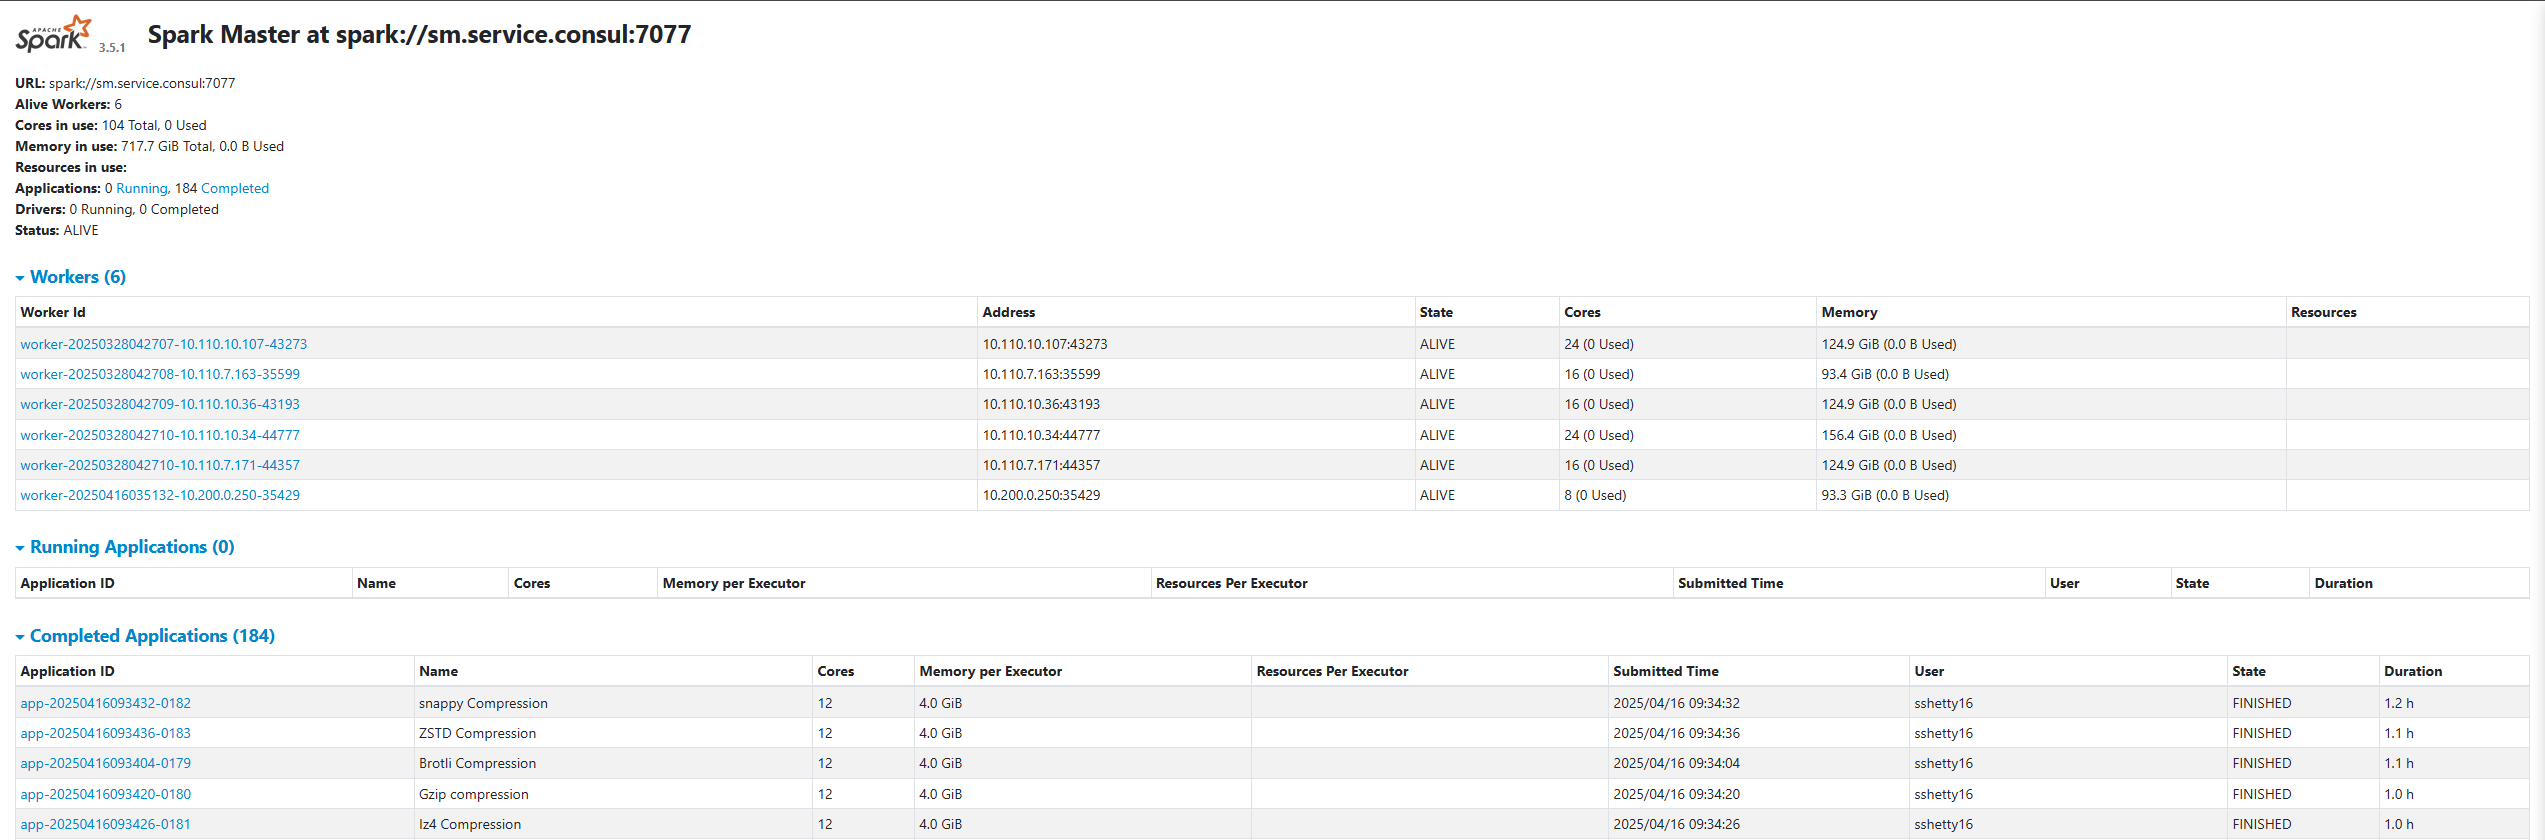 APACHE Spark 3.5.1 Spark Master at spark://sm.service.consul:7077
URL: spark://sm.service.consul:7077
Alive Workers: 6
Cores in use: 104 Total, 0 Used
Memory in use: 717.7 GiB Total, 0.0 B Used
Resources in use:
Applications: 0 Running, 184 Completed
Drivers: 0 Running, 0 Completed
Status: ALIVE
Workers (6)
Worker Id Address State Cores Memory Resources
worker-20250328042707-10.110.10.107-43273 10.110.10.107:43273 ALIVE 24 (0 Used) 124.9 GiB (0.0 B Used)
worker-20250328042708-10.110.7.163-35599 10.110.7.163:35599 ALIVE 16 (0 Used) 93.4 GiB (0.0 B Used)
worker-20250328042709-10.110.10.36-43193 10.110.10.36:43193 ALIVE 16 (0 Used) 124.9 GiB (0.0 B Used)
worker-20250328042710-10.110.10.34-44777 10.110.10.34:44777 ALIVE 24 (0 Used) 156.4 GiB (0.0 B Used)
worker-20250328042710-10.110.7.171-44357 10.110.7.171:44357 ALIVE 16 (0 Used) 124.9 GiB (0.0 B Used)
worker-20250416035132-10.200.0.250-35429 10.200.0.250:35429 ALIVE 8 (0 Used) 93.3 GiB (0.0 B Used)
Running Applications (0)
Application ID Name Cores Memory per Executor Resources Per Executor Submitted Time User State Duration
Completed Applications (184)
Application ID Name Cores Memory per Executor Resources Per Executor Submitted Time User State Duration
app-20250416093432-0182 snappy Compression 12 4.0 GiB 2025/04/16 09:34:32 sshetty16 FINISHED 1.2 h
app-20250416093436-0183 ZSTD Compression 12 4.0 GiB 2025/04/16 09:34:36 sshetty16 FINISHED 1.1 h
app-20250416093404-0179 Brotli Compression 12 4.0 GiB 2025/04/16 09:34:04 sshetty16 FINISHED 1.1 h
app-20250416093420-0180 Gzip compression 12 4.0 GiB 2025/04/16 09:34:20 sshetty16 FINISHED 1.0 h
app-20250416093426-0181 lz4 Compression 12 4.0 GiB 2025/04/16 09:34:26 sshetty16 FINISHED 1.0 h